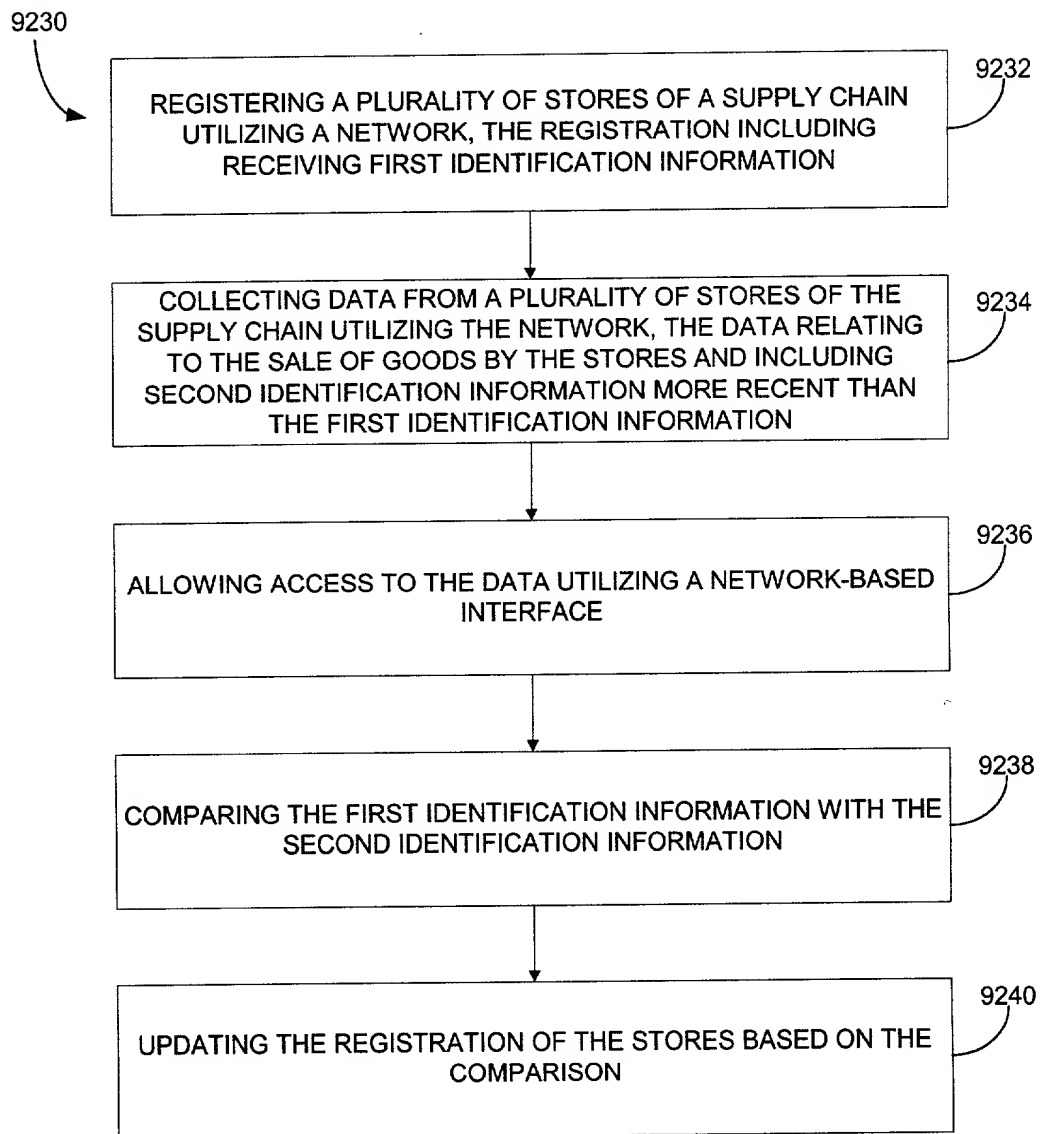 9230
9232
REGISTERING A PLURALITY OF STORES OF A SUPPLY CHAIN
UTILIZING A NETWORK, THE REGISTRATION INCLUDING
RECEIVING FIRST IDENTIFICATION INFORMATION
9234
COLLECTING DATA FROM A PLURALITY OF STORES OF THE
SUPPLY CHAIN UTILIZING THE NETWORK, THE DATA RELATING
TO THE SALE OF GOODS BY THE STORES AND INCLUDING
SECOND IDENTIFICATION INFORMATION MORE RECENT THAN
THE FIRST IDENTIFICATION INFORMATION
9236
ALLOWING ACCESS TO THE DATA UTILIZING A NETWORK-BASED
INTERFACE
9238
COMPARING THE FIRST IDENTIFICATION INFORMATION WITH THE
SECOND IDENTIFICATION INFORMATION
9240
UPDATING THE REGISTRATION OF THE STORES BASED ON THE
COMPARISON